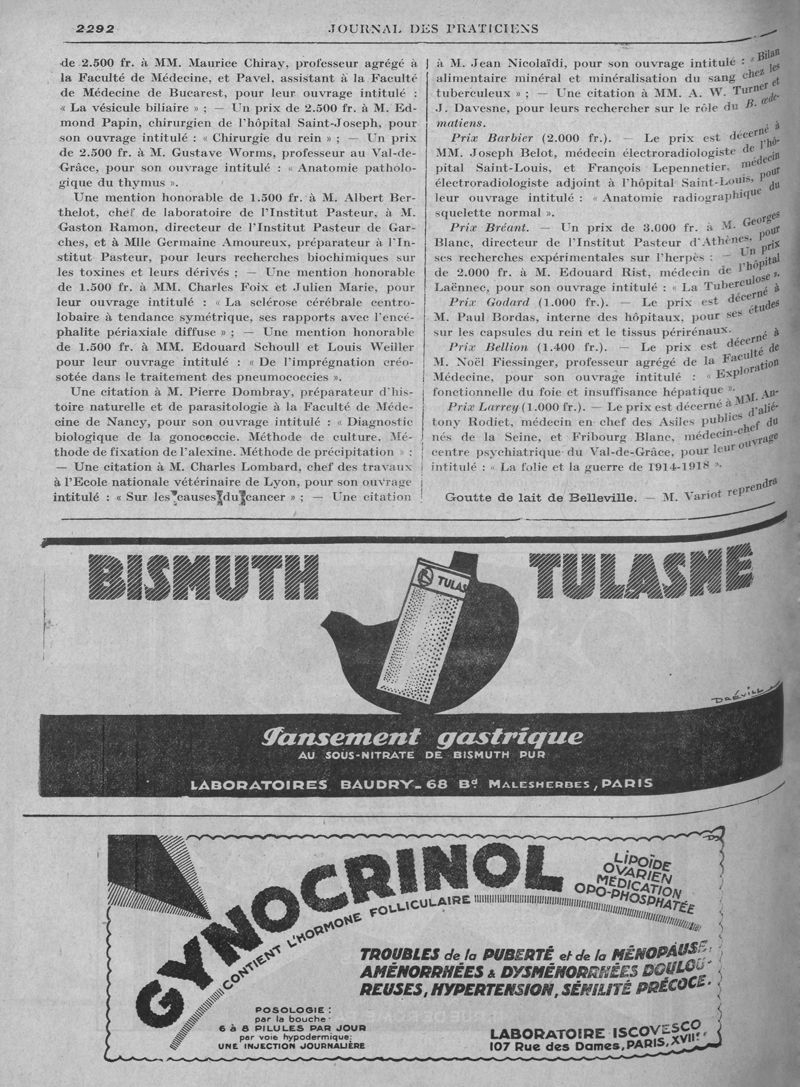 2292
JOURNAL DES PRATICIENS
de 2.500 fr. à MM. Maurice Chiray, professeur agrégé à
la Faculté de Médecine, et Pavel, assistant à la Faculté
de Médecine de Bucarest, pour leur ouvrage intitulé :
« La vésicule biliaire » ; — Un prix de 2.500 fr. à M. Ed-
mond Papin, chirurgien de l'hôpital Saint-Joseph, pour
son ouvrage intitulé : « Chirurgie du rein » ; — Un prix
de 2.500 fr. à M. Gustave Worms, professeur au Val-de-
Grâce, pour son ouvrage intitulé : « Anatomie patholo-
gique du thymus ».
Une mention honorable de 1.500 fr. à M. Albert Ber-
thelot, chef de laboratoire de l'Institut Pasteur, à M.
Gaston Ramon, directeur de l'Institut Pasteur de Gar-
ches, et à Mlle Germaine Amoureux, préparateur à l'In-
stitut Pasteur, pour leurs recherches biochimiques sur
les toxines et leurs dérivés ; — Une mention honorable
de 1.500 fr. à MM. Charles Foix et Julien Marie, pour
leur ouvrage intitulé : « La sclérose cérébrale centro-
lobaire à tendance symétrique, ses rapports avec l'encé-
phalite périaxiale diffuse » ; — Une mention honorable
de 1.500 fr. à MM. Edouard Schoull et Louis Weiller
pour leur ouvrage intitulé : « De l'imprégnation créo-
sotée dans le traitement des pneumococcies ».
Une citation à M. Pierre Dombray, préparateur d'his-
toire naturelle et de parasitologie à la Faculté de Méde-
cine de Nancy, pour son ouvrage intitulé : « Diagnostic
biologique de la gonococcie. Méthode de culture. Mé-
thode de fixation de l'alexine. Méthode de précipitation » ;
— Une citation à M. Charles Lombard, chef des travaux
à l'Ecole nationale vétérinaire de Lyon, pour son ouvrage
intitulé : « Sur les causes du cancer » ; — Une citation
à M. Jean Nicolaïdi, pour son ouvrage intitulé : « Bilan
alimentaire minéral et minéralisation du sang chez les
tuberculeux » ; — Une citation à MM. A. W. Turner et
J. Davesne, pour leurs rechercher sur le rôle du B. œde-
matiens.
Prix Barbier (2.000 fr.). — Le prix est décerné à
MM. Joseph Belot, médecin électroradiologiste de l'hô-
pital Saint-Louis, et François Lepennetier, médecin
électroradiologiste adjoint à l'hôpital Saint-Louis, pour
leur ouvrage intitulé : « Anatomie radiographique du
squelette normal ».
Prix Bréant. — Un prix de 3.000 fr. à M. Georges
Blanc, directeur de l'Institut Pasteur d'Athènes, pour
ses recherches expérimentales sur l'herpès : — Un prix
de 2.000 fr. à M. Edouard Rist, médecin de l'hôpital
Laënnec, pour son ouvrage intitulé : « La Tuberculose ».
Prix Godard (1.000 fr.). — Le prix est décerné à
M. Paul Bordas, interne des hôpitaux, pour ses études
sur les capsules du rein et le tissus périrénaux.
Prix Bellion (1.400 fr.). — Le prix est décerné à
M. Noël Fiessinger, professeur agrégé de la Faculté de
Médecine, pour son ouvrage intitulé : « Exploration
fonctionnelle du foie et insuffisance hépatique ».
Prix Larrey (1.000 fr.). — Le prix est décerné à MM. An-
tony Rodiet, médecin en chef des Asiles publics d'alié-
nés de la Seine, et Fribourg Blanc, médecin-chef du
centre psychiatrique du Val-de-Grâce, pour leur ouvrage
intitulé : « La folie et la guerre de 1914-1918 ».
Goutte de lait de Belleville. — M. Variot reprendra
BISMUTH TULASNE
TULAS
DRÉVILL
Pansement gastrique
AU SOUS-NITRATE DE BISMUTH PUR
LABORATOIRES BAUDRY_68 Bd MALESHERBES, PARIS
GYNOCRINOL
CONTIENT L'HORMONE FOLLICULAIRE
LIPOÏDE
OVARIEN
MÉDICATION
OPO-PHOSPHATÉE
TROUBLES de la PUBERTÉ et de la MÉNOPAUSE,
AMÉNORRHÉES & DYSMÉNORRHÉES DOULOU-
REUSES, HYPERTENSION, SÉNILITÉ PRÉCOCE.
POSOLOGIE :
par la bouche :
6 à 8 PILULES PAR JOUR
par voie hypodermique:
UNE INJECTION JOURNALIÈRE
LABORATOIRE ISCOVESCO
107 Rue des Dames, PARIS, XVIIe.